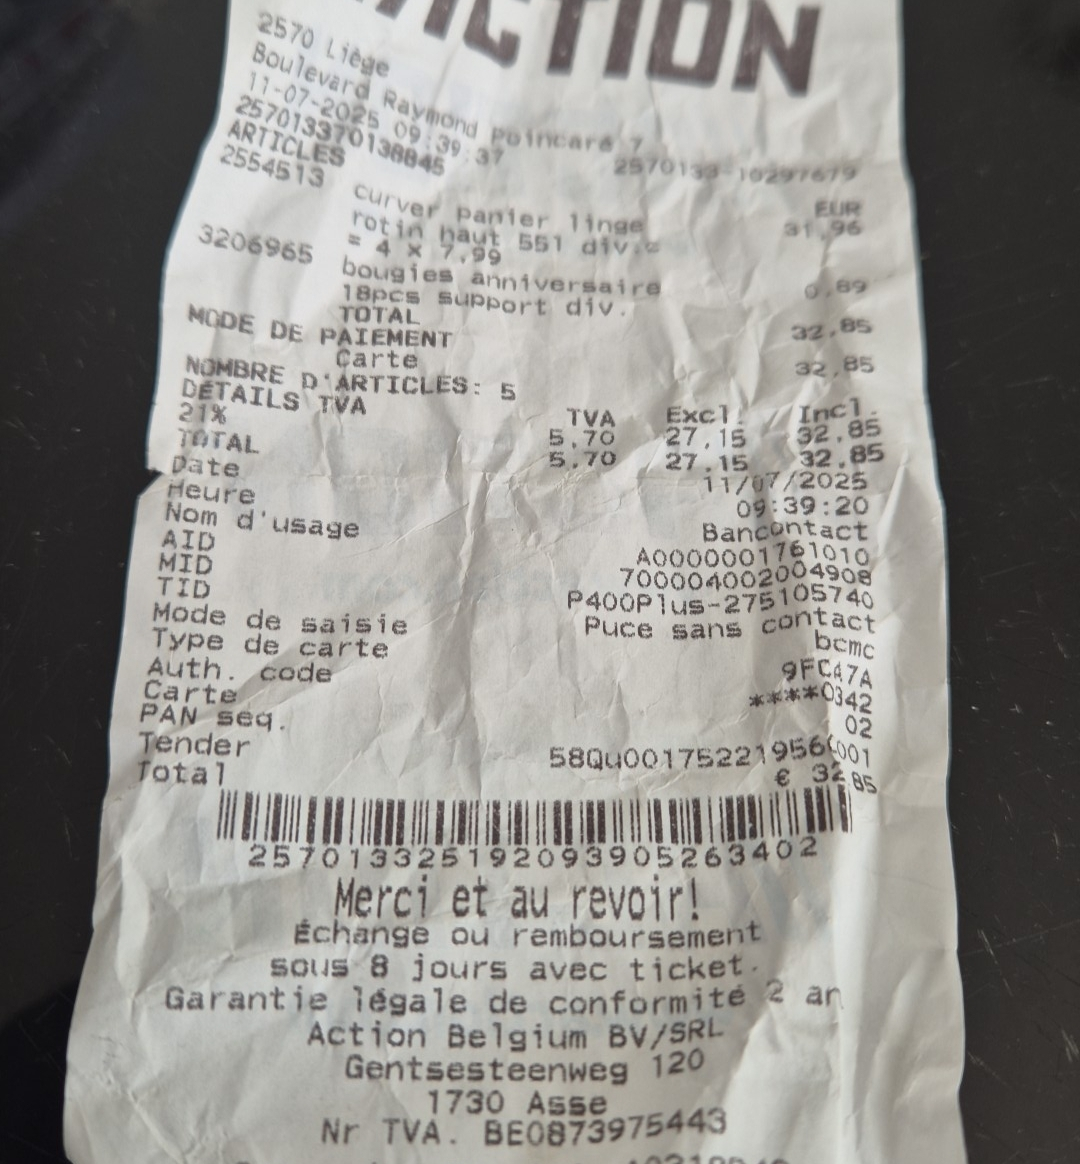 ACTION
2570 Liège
Boulevard Raymond Poincaré 7
11-07-2025 09:39:37 2570133-10297679
257013370138845
ARTICLES EUR
2554513 curver panier linge 31,96
rotin haut 551 div.c
= 4 x 7,99
3206965 bougies anniversaire 0,89
18pcs support div.
TOTAL 32,85
MODE DE PAIEMENT
Carte 32,85
NOMBRE D'ARTICLES: 5
DÉTAILS TVA TVA Excl. Incl.
21% 5,70 27,15 32,85
TOTAL 5,70 27,15 32,85
Date 11/07/2025
Heure 09:39:20
Nom d'usage Bancontact
AID A0000001761010
MID 700004002004908
TID P400Plus-275105740
Mode de saisie Puce sans contact
Type de carte bcmc
Auth. code 9FCA7A
Carte ****0342
PAN seq. 02
Tender
Total € 32,85
257013325192093905263402
Merci et au revoir!
Échange ou remboursement
sous 8 jours avec ticket.
Garantie légale de conformité 2 an
Action Belgium BV/SRL
Gentsesteenweg 120
1730 Asse
Nr TVA. BE0873975443